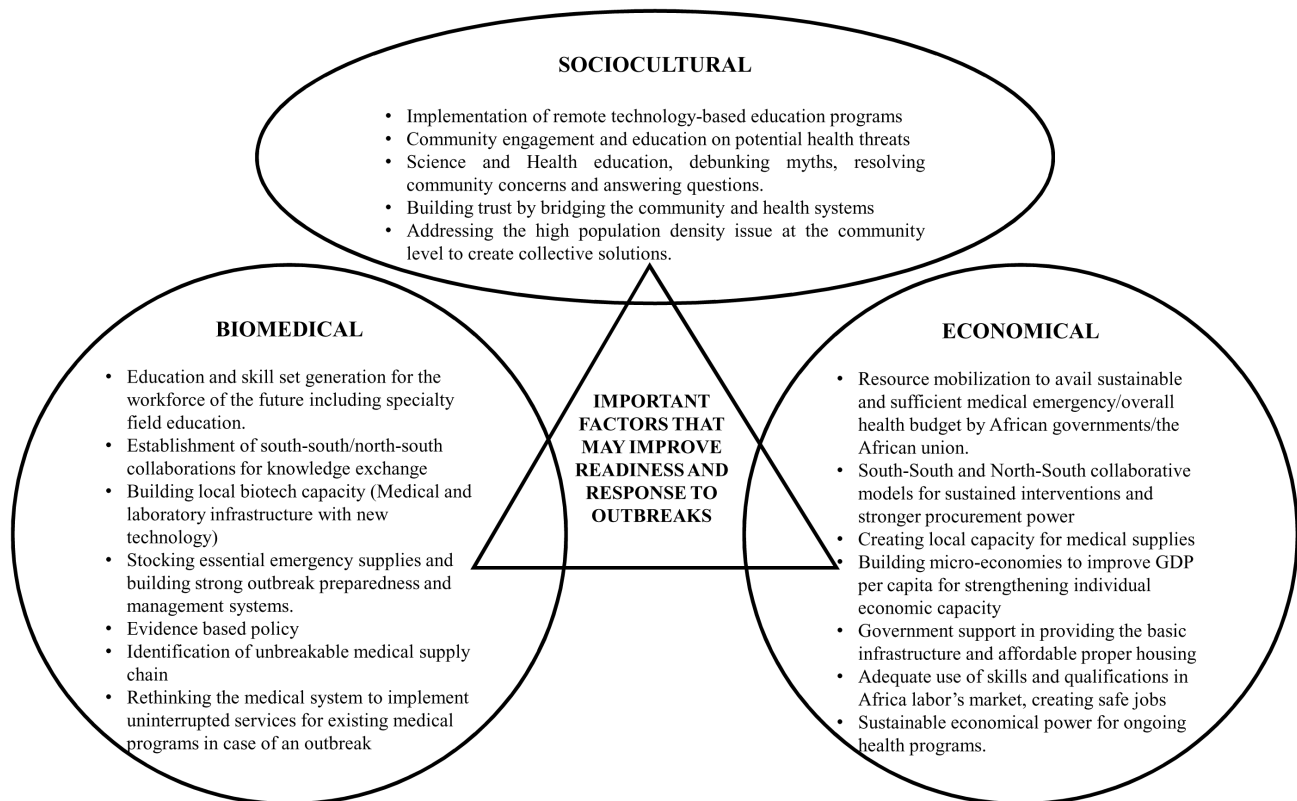 SOCIOCULTURAL
• Implementation of remote technology-based education programs
• Community engagement and education on potential health threats
• Science and Health education, debunking myths, resolving
community concerns and answering questions.
• Building trust by bridging the community and health systems
• Addressing the high population density issue at the community
level to create collective solutions.
BIOMEDICAL
• Education and skill set generation for the
workforce of the future including specialty
field education.
• Establishment of south-south/north-south
collaborations for knowledge exchange
• Building local biotech capacity (Medical and
laboratory infrastructure with new
technology)
• Stocking essential emergency supplies and
building strong outbreak preparedness and
management systems.
• Evidence based policy
• Identification of unbreakable medical supply
chain
• Rethinking the medical system to implement
uninterrupted services for existing medical
programs in case of an outbreak
IMPORTANT
FACTORS THAT
MAY IMPROVE
READINESS AND
RESPONSE TO
OUTBREAKS
ECONOMICAL
• Resource mobilization to avail sustainable
and sufficient medical emergency/overall
health budget by African governments/the
African union.
• South-South and North-South collaborative
models for sustained interventions and
stronger procurement power
• Creating local capacity for medical supplies
• Building micro-economies to improve GDP
per capita for strengthening individual
economic capacity
• Government support in providing the basic
infrastructure and affordable proper housing
• Adequate use of skills and qualifications in
Africa labor’s market, creating safe jobs
• Sustainable economical power for ongoing
health programs.